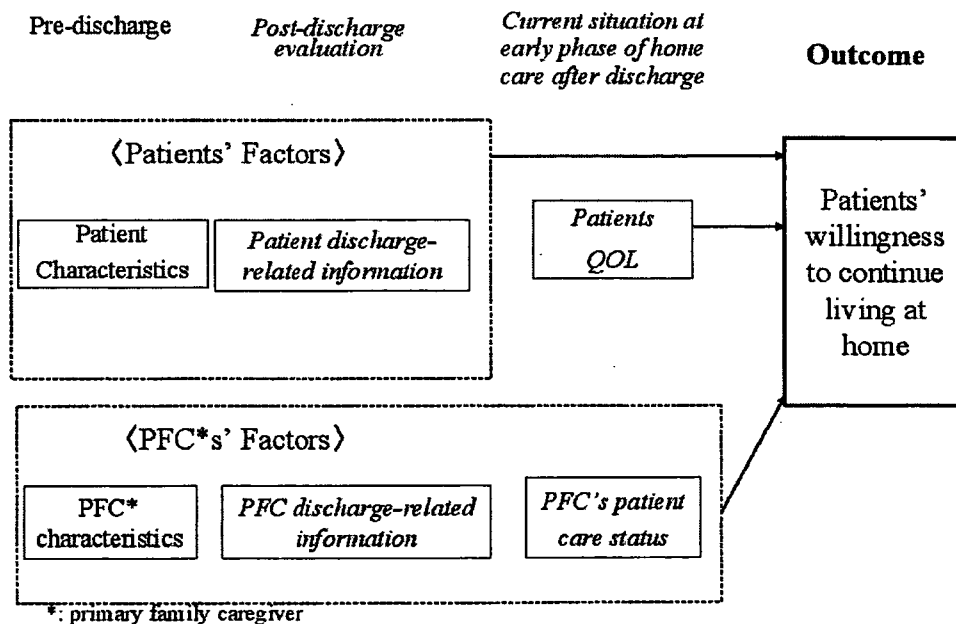 Pre-discharge
Post-discharge
evaluation
Current situation at
early phase of home
care after discharge
Outcome
〈Patients' Factors〉
Patient
Characteristics
Patient discharge-
related information
Patients
QOL
Patients'
willingness
to continue
living at
home
〈PFC*s' Factors〉
PFC*
characteristics
PFC discharge-related
information
PFC's patient
care status
*: primary family caregiver